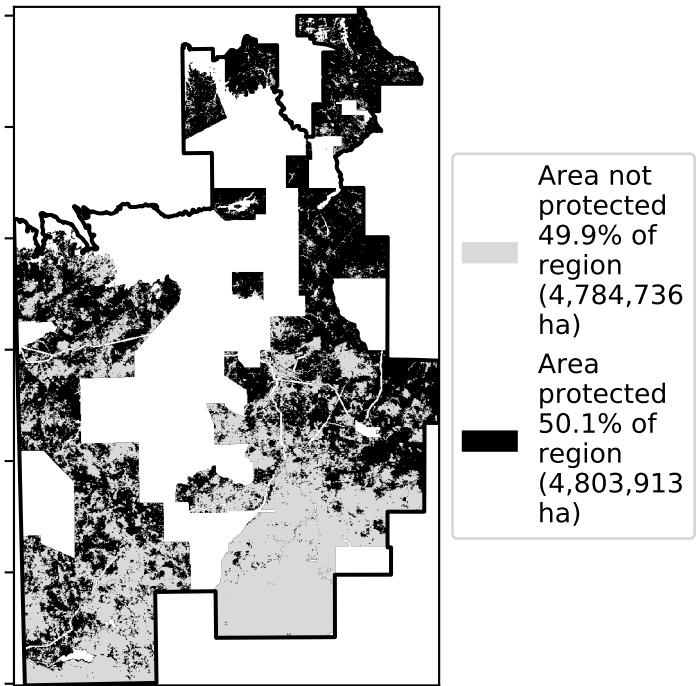 Area not
protected
49.9% of
region
(4,784,736
ha)
Area
protected
50.1% of
region
(4,803,913
ha)